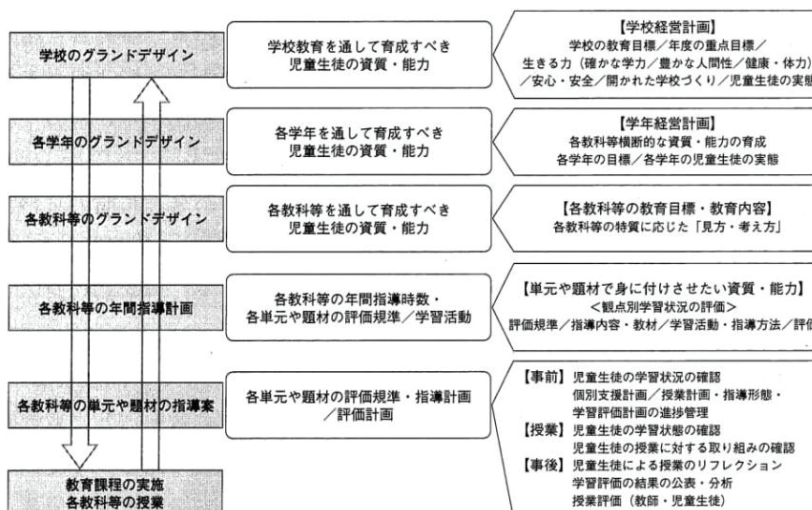 学校のグランドデザイン
学校教育を通して育成すべき
児童生徒の資質・能力
【学校経営計画】
学校の教育目標/年度の重点目標/
生きる力(確かな学力/豊かな人間性/健康・体力)
/安心・安全/開かれた学校づくり/児童生徒の実態
各学年のグランドデザイン
各学年を通して育成すべき
児童生徒の資質・能力
【学年経営計画】
各教科等横断的な資質・能力の育成
各学年の目標/各学年の児童生徒の実態
各教科等のグランドデザイン
各教科等を通して育成すべき
児童生徒の資質・能力
【各教科等の教育目標・教育内容】
各教科等の特質に応じた「見方・考え方」
各教科等の年間指導計画
各教科等の年間指導時数・
各単元や題材の評価規準/学習活動
【単元や題材で身に付けさせたい資質・能力】
<観点別学習状況の評価>
評価規準/指導内容・教材/学習活動・指導方法/評価
各教科等の単元や題材の指導案
各単元や題材の評価規準・指導計画
/評価計画
【事前】児童生徒の学習状況の確認
個別支援計画/授業計画・指導形態・
学習評価計画の進捗管理
【授業】児童生徒の学習状態の確認
児童生徒の授業に対する取り組みの確認
【事後】児童生徒による授業のリフレクション
学習評価の結果の公表・分析
授業評価(教師・児童生徒)
教育課程の実施
各教科等の授業